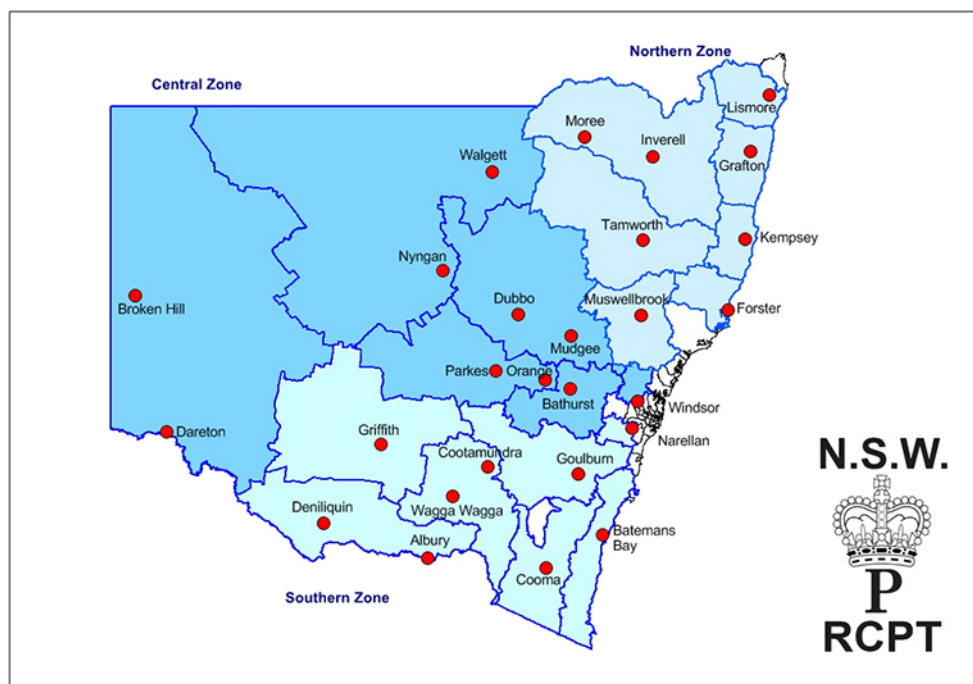 Northern Zone
Central Zone
Lismore
Moree
Inverell
Walgett
Grafton
Tamworth
Kempsey
Nyngan
Broken Hill
Dubbo
Muswellbrook
Forster
Mudgee
Parkes
Orange
Bathurst
Windsor
Dareton
Griffith
Narellan
Cootamundra
Goulburn
N.S.W.
Deniliquin
Wagga Wagga
Albury
Batemans
Bay
Cooma
Southern Zone
P
RCPT